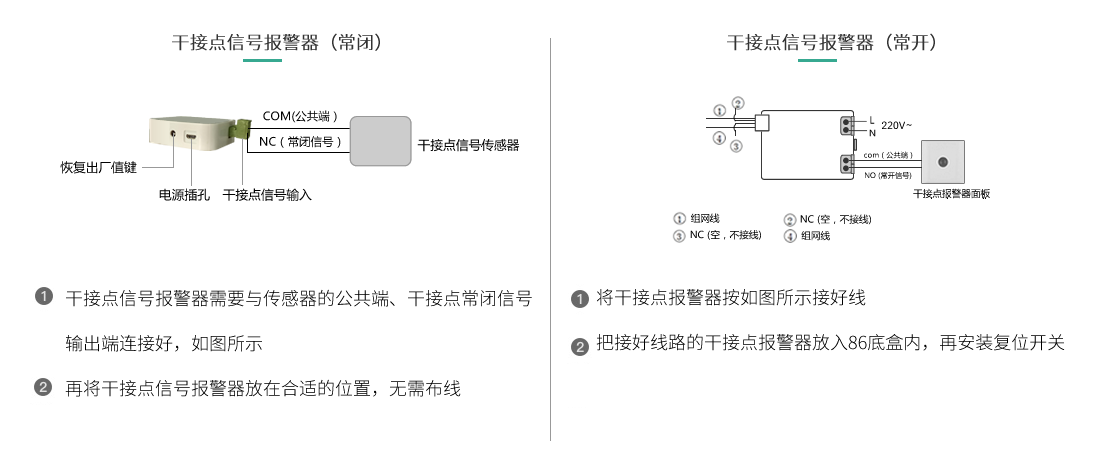 干接点信号报警器（常闭）
COM(公共端）
NC（常闭信号）
干接点信号传感器
恢复出厂值键
电源插孔
干接点信号输入
1 干接点信号报警器需要与传感器的公共端、干接点常闭信号
输出端连接好，如图所示
2 再将干接点信号报警器放在合适的位置，无需布线
干接点信号报警器（常开）
① ②
④ ③
L
N
220V~
com（公共端）
NO (常开信号)
干接点报警器面板
① 组网线 ② NC (空，不接线)
③ NC (空，不接线) ④ 组网线
1 将干接点报警器按如图所示接好线
2 把接好线路的干接点报警器放入86底盒内，再安装复位开关